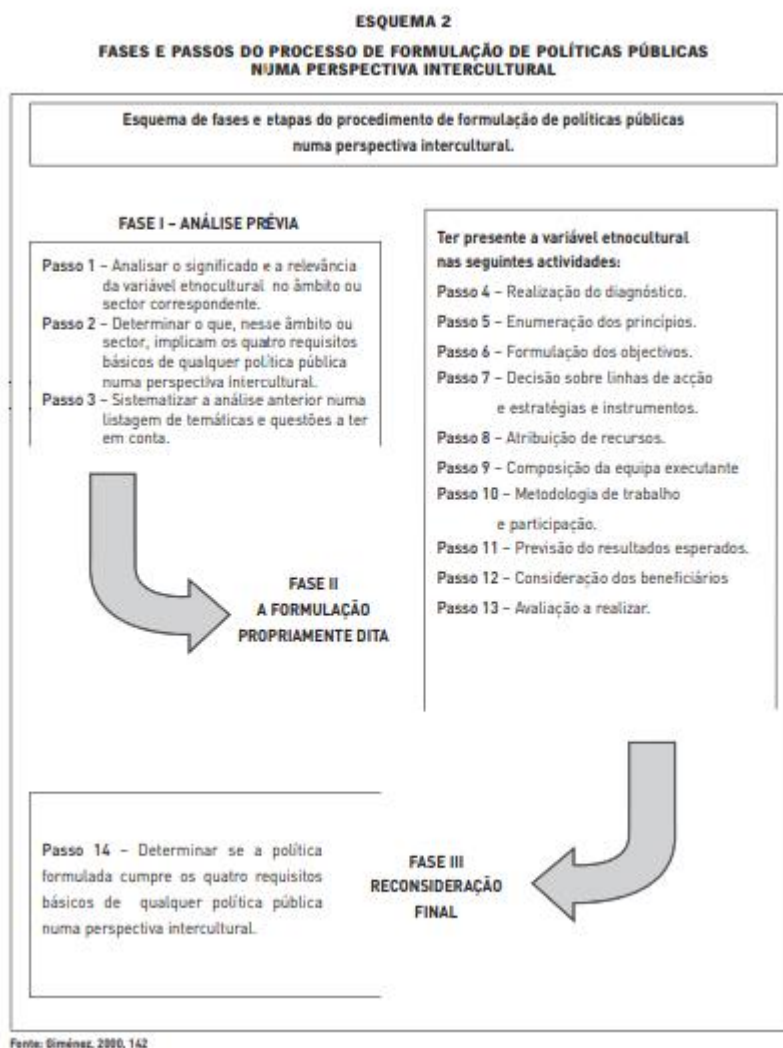 ESQUEMA 2
FASES E PASSOS DO PROCESSO DE FORMULAÇÃO DE POLÍTICAS PÚBLICAS
NUMA PERSPECTIVA INTERCULTURAL
Esquema de fases e etapas do procedimento de formulação de políticas públicas
numa perspectiva intercultural.
FASE I – ANÁLISE PRÉVIA
Passo 1 – Analisar o significado e a relevância
da variável etnocultural no âmbito ou
sector correspondente.
Passo 2 – Determinar o que, nesse âmbito ou
sector, implicam os quatro requisitos
básicos de qualquer política pública
numa perspectiva intercultural.
Passo 3 – Sistematizar a análise anterior numa
listagem de temáticas e questões a ter
em conta.
FASE II
A FORMULAÇÃO
PROPRIAMENTE DITA
Ter presente a variável etnocultural
nas seguintes actividades:
Passo 4 – Realização do diagnóstico.
Passo 5 – Enumeração dos princípios.
Passo 6 – Formulação dos objectivos.
Passo 7 – Decisão sobre linhas de acção
e estratégias e instrumentos.
Passo 8 – Atribuição de recursos.
Passo 9 – Composição da equipa executante
Passo 10 – Metodologia de trabalho
e participação.
Passo 11 – Previsão do resultados esperados.
Passo 12 – Consideração dos beneficiários
Passo 13 – Avaliação a realizar.
FASE III
RECONSIDERAÇÃO
FINAL
Passo 14 – Determinar se a política
formulada cumpre os quatro requisitos
básicos de qualquer política pública
numa perspectiva intercultural.
Fonte: Giménez, 2000, 142